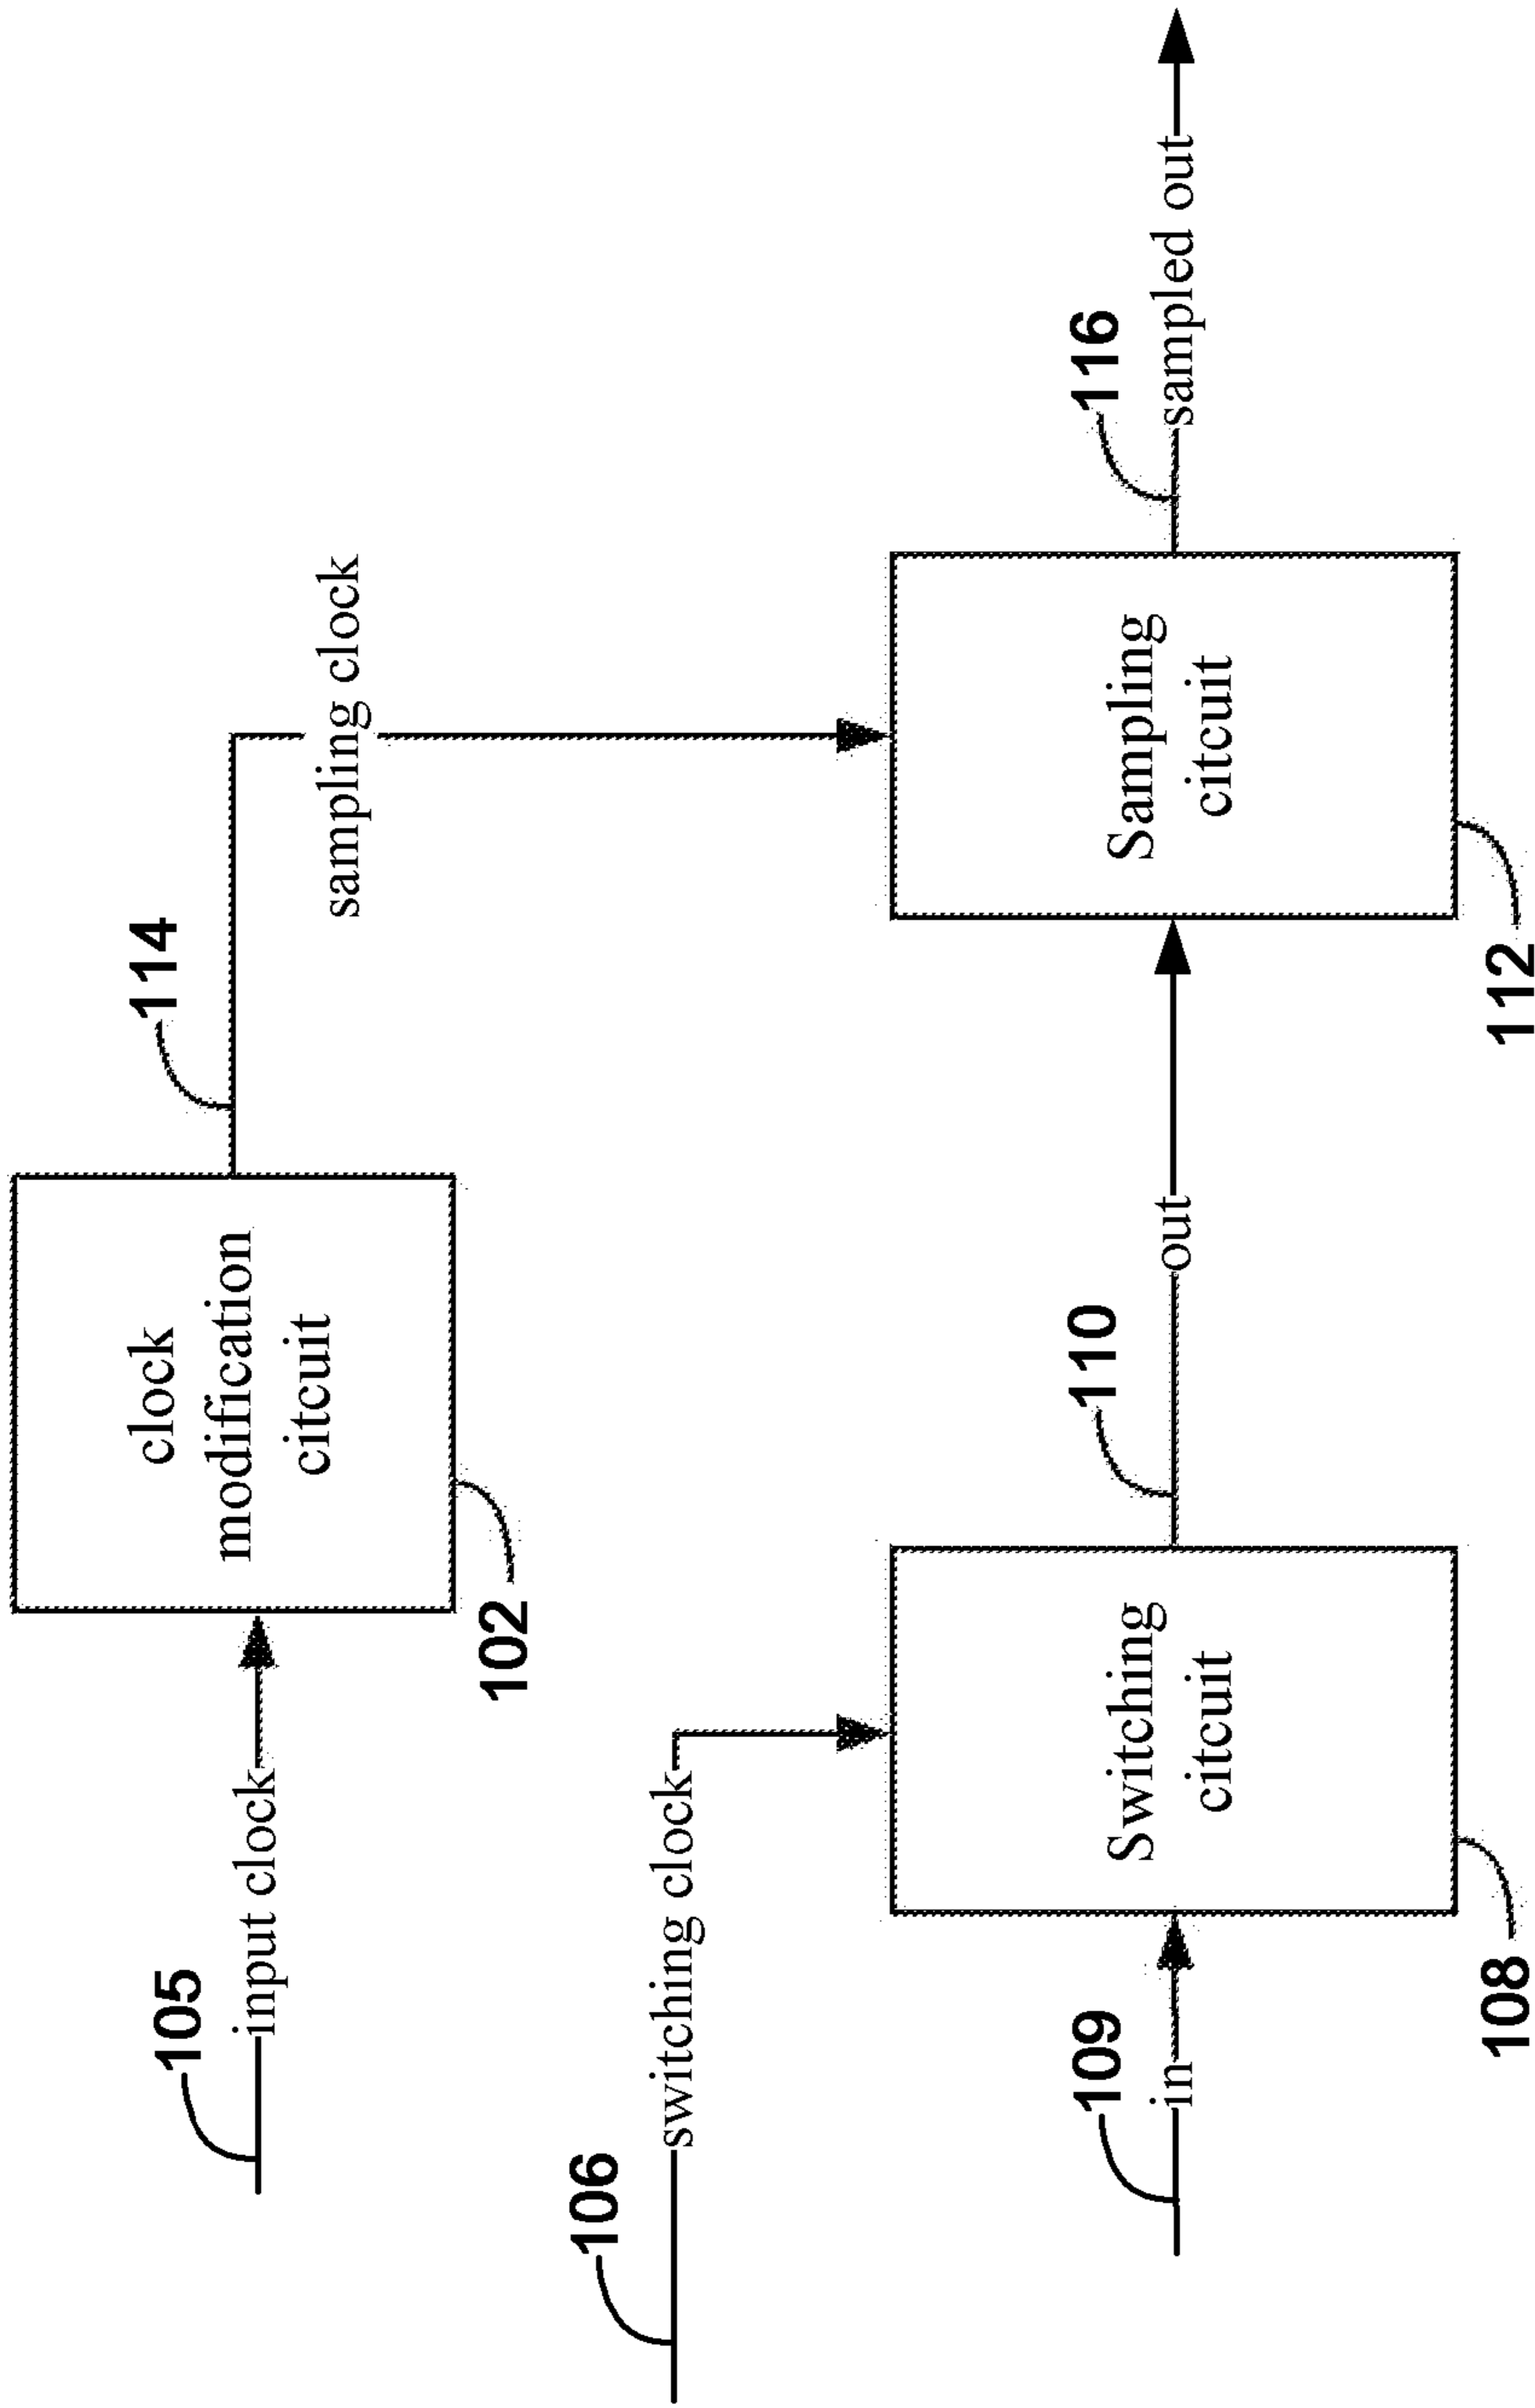 105
input clock
clock
modification
citcuit
102
114
sampling clock
106
switching clock
109
in
Switching
citcuit
108
110
out
Sampling
citcuit
112
116
sampled out